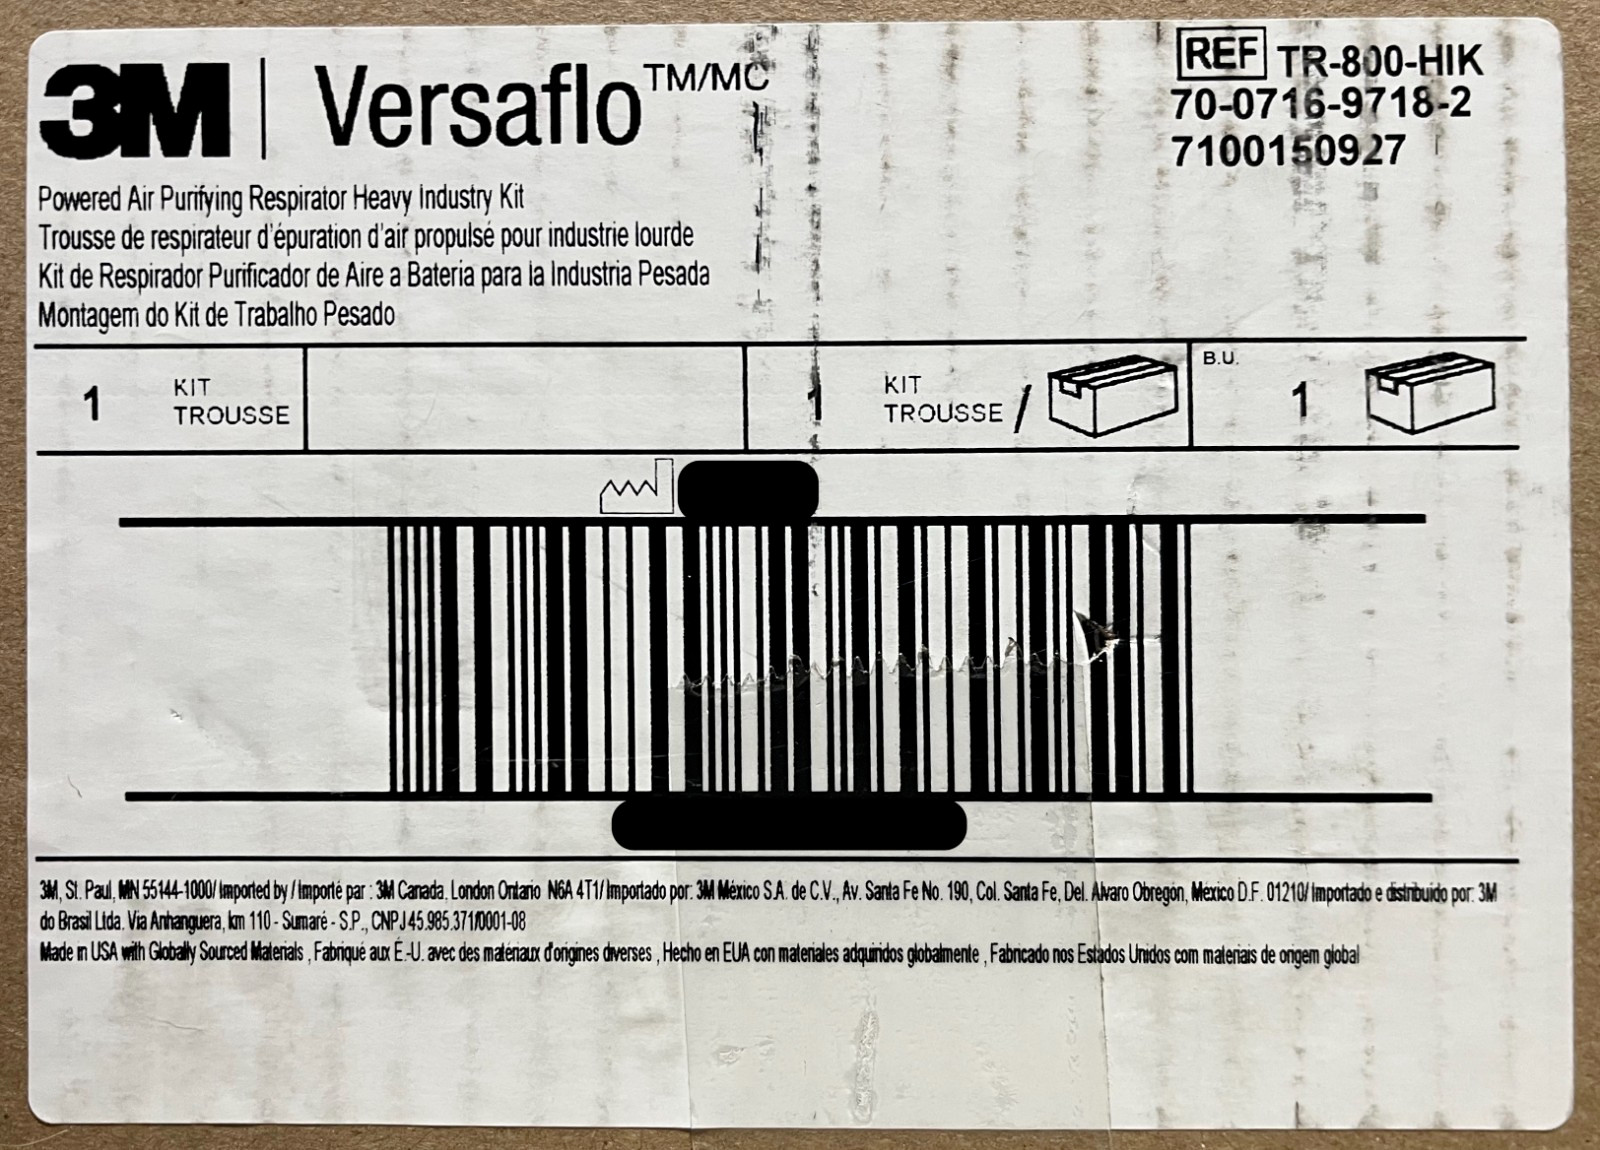 3M | Versaflo TM/MC
REF TR-800-HIK
70-0716-9718-2
7100150927
Powered Air Purifying Respirator Heavy Industry Kit
Trousse de respirateur d'épuration d'air propulsé pour industrie lourde
Kit de Respirador Purificador de Aire a Bateria para la Industria Pesada
Montagem do Kit de Trabalho Pesado
1 KIT
TROUSSE
1 KIT
TROUSSE /
B.U.
1
3M, St. Paul, MN 55144-1000/ Imported by / Importé par : 3M Canada, London Ontario N6A 4T1/ Importado por: 3M México S.A. de C.V., Av. Santa Fe No. 190, Col. Santa Fe, Del. Alvaro Obregón, México D.F. 01210/ Importado e distribuido por: 3M
do Brasil Ltda. Via Anhanguera, km 110 - Sumaré - S.P., CNPJ 45.985.371/0001-08
Made in USA with Globally Sourced Materials , Fabriqué aux É.-U. avec des matériaux d'origines diverses , Hecho en EUA con materiales adquiridos globalmente , Fabricado nos Estados Unidos com materiais de origem global